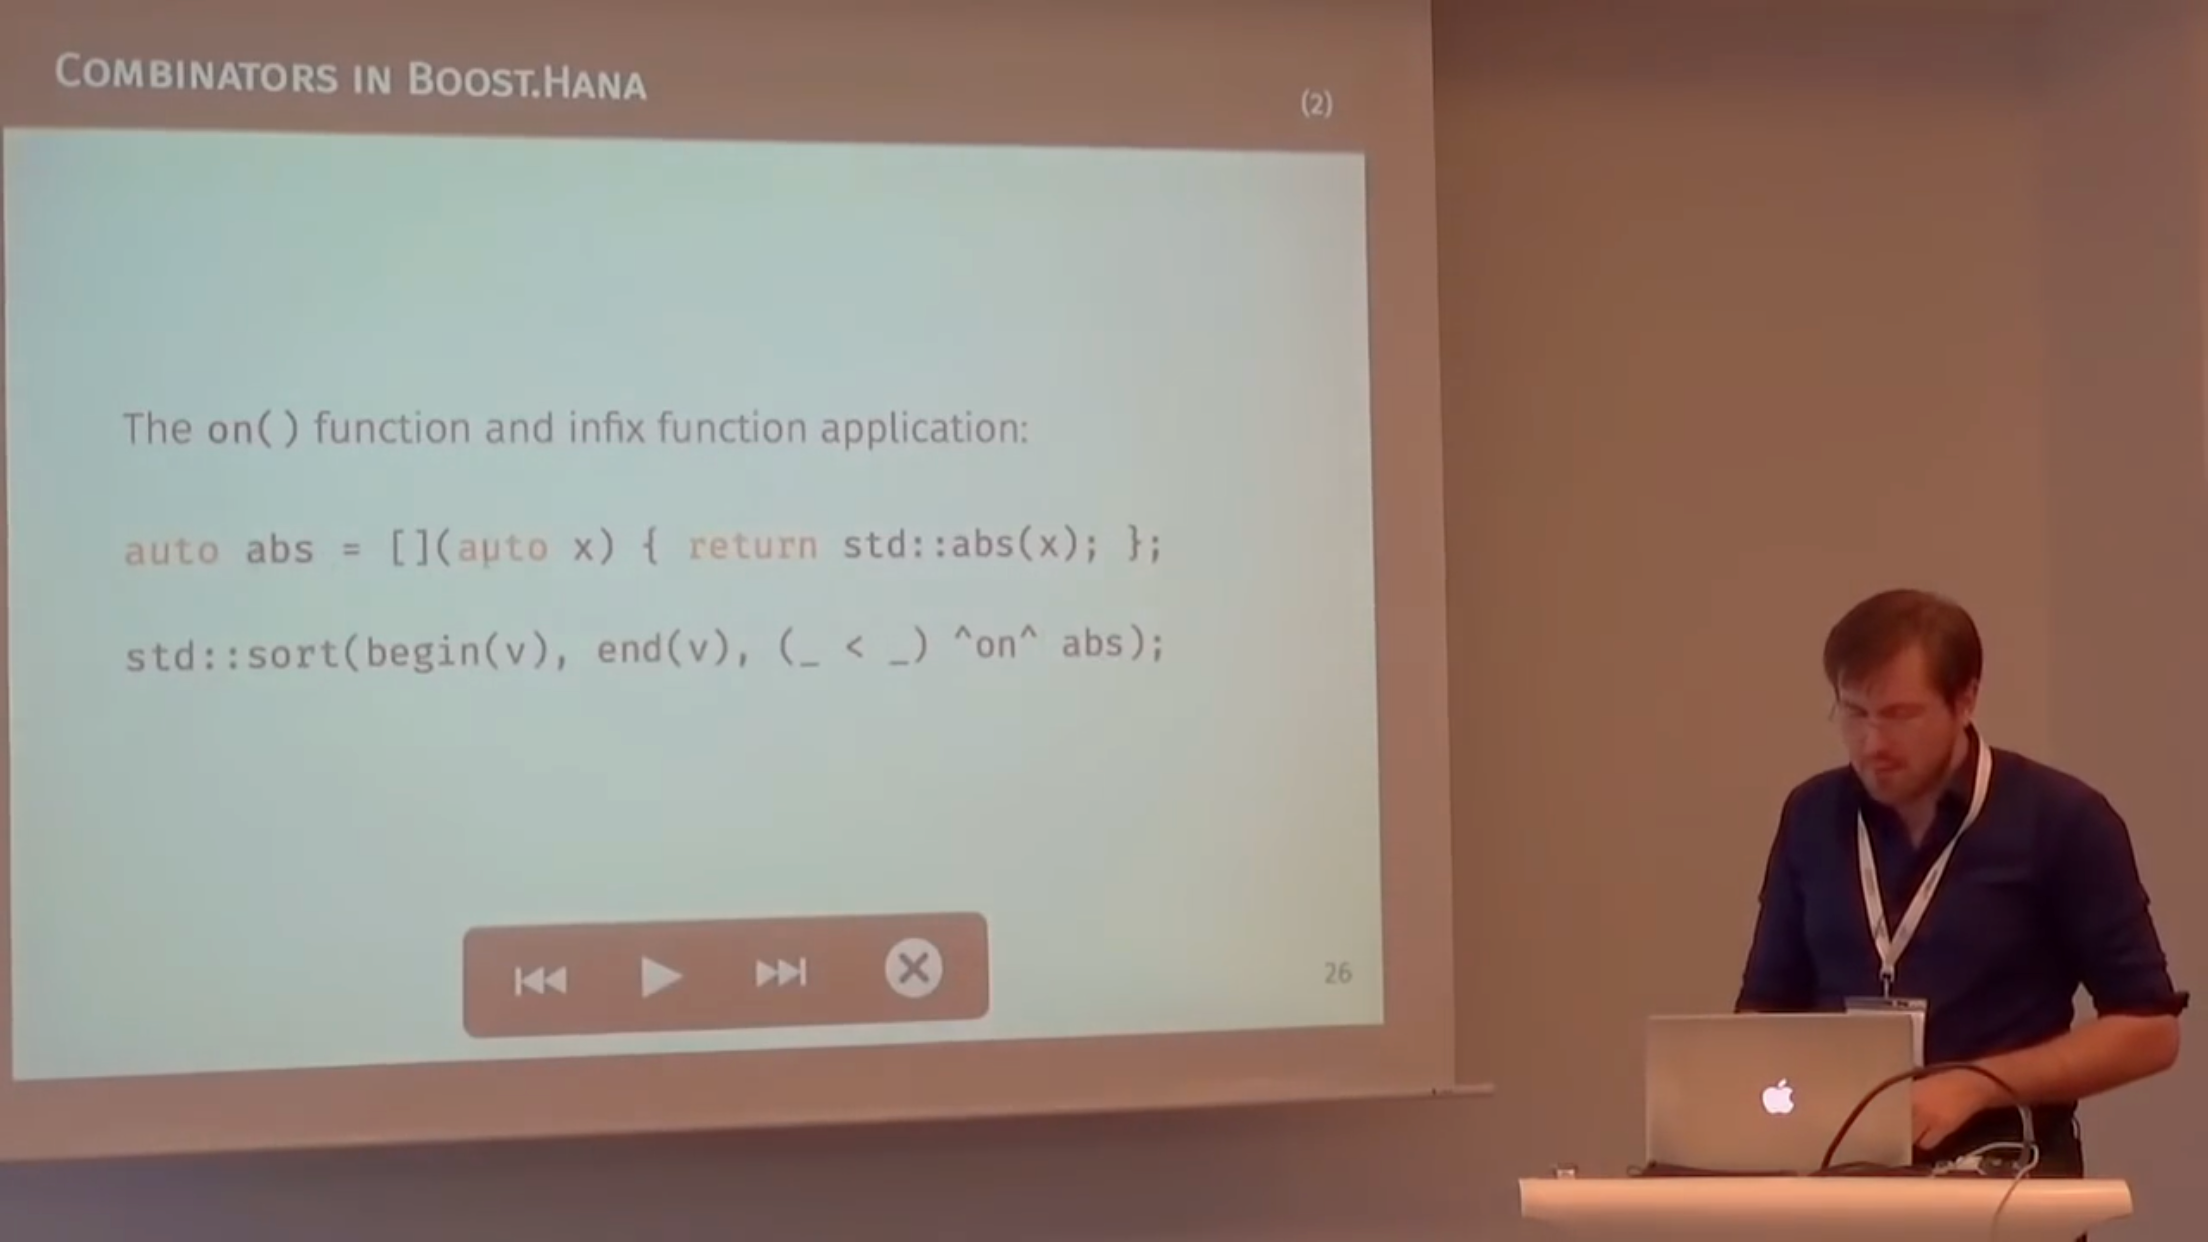 COMBINATORS IN BOOST.HANA
(2)
The on() function and infix function application:
auto abs = [](auto x) { return std::abs(x); };
std::sort(begin(v), end(v), (_ < _) ^on^ abs);
26